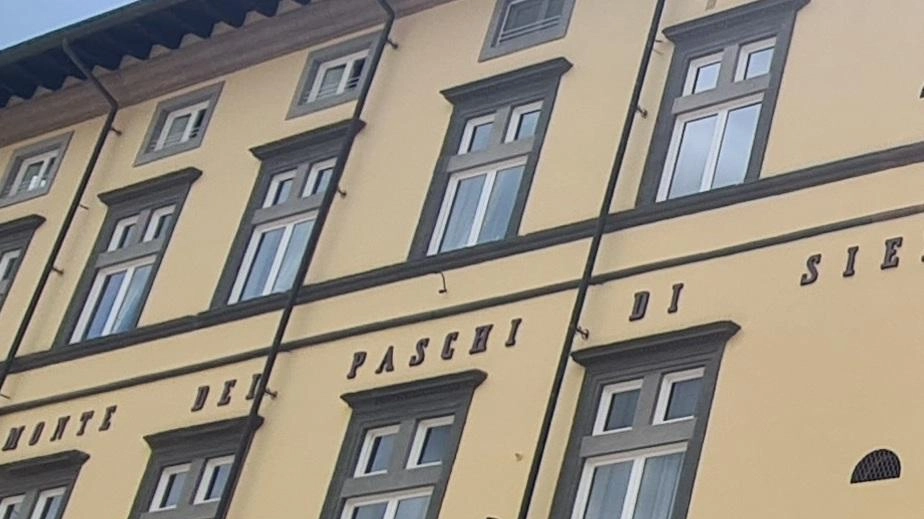 MONTE DEI PASCHI DI SIE